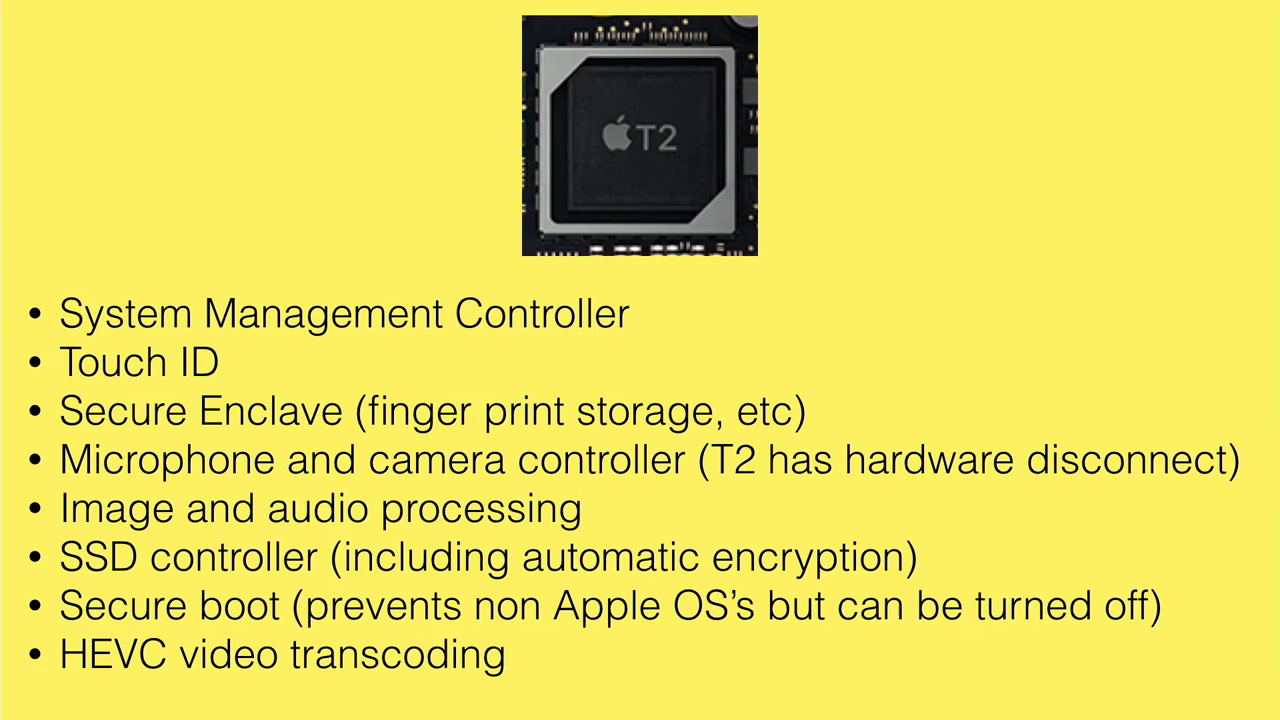 T2
• System Management Controller
• Touch ID
• Secure Enclave (finger print storage, etc)
• Microphone and camera controller (T2 has hardware disconnect)
• Image and audio processing
• SSD controller (including automatic encryption)
• Secure boot (prevents non Apple OS’s but can be turned off)
• HEVC video transcoding